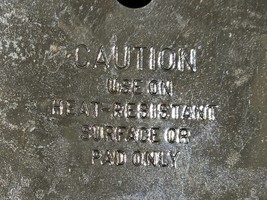 CAUTION
USE ON
HEAT-RESISTANT
SURFACE OR
PAD ONLY